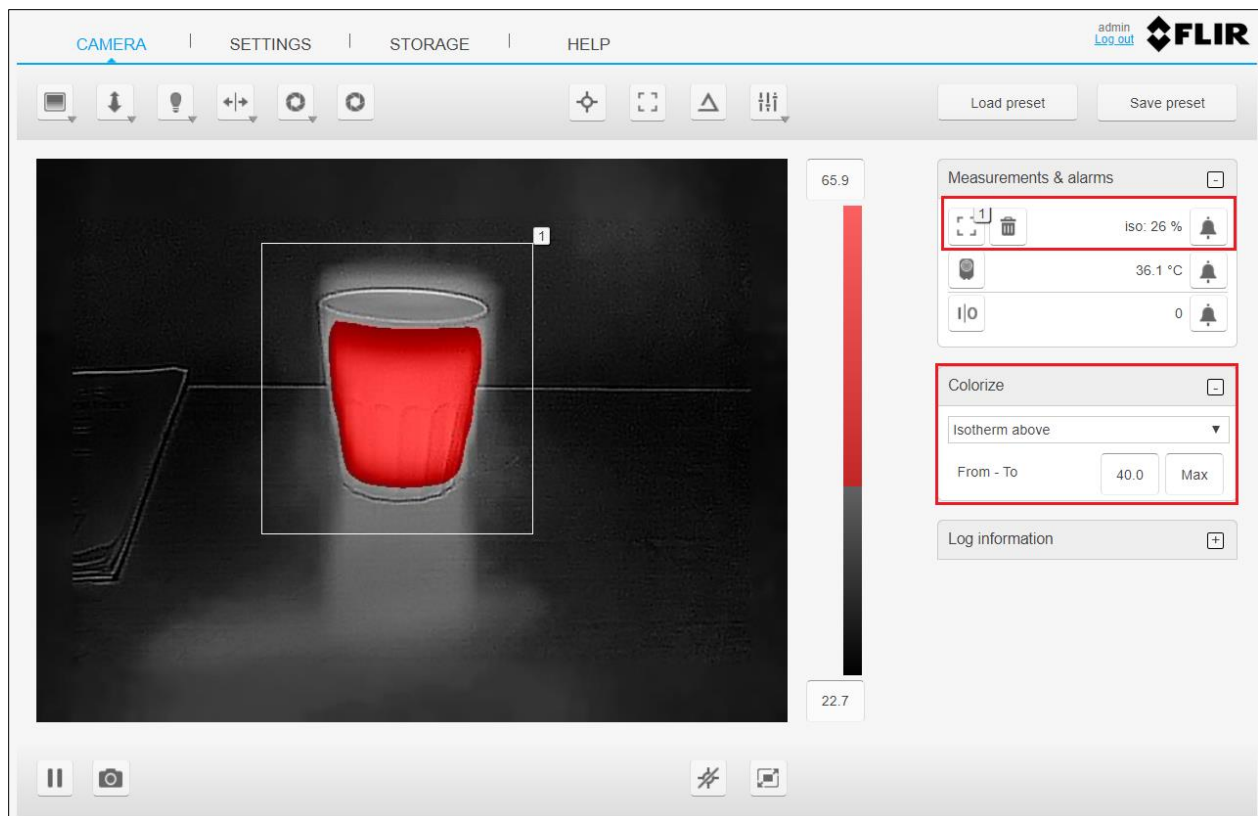 CAMERA | SETTINGS | STORAGE | HELP
admin
Log out
FLIR
Load preset
Save preset
65.9
22.7
1
Measurements & alarms
1
iso: 26 %
36.1 °C
I|O
0
Colorize
Isotherm above
From - To
40.0
Max
Log information